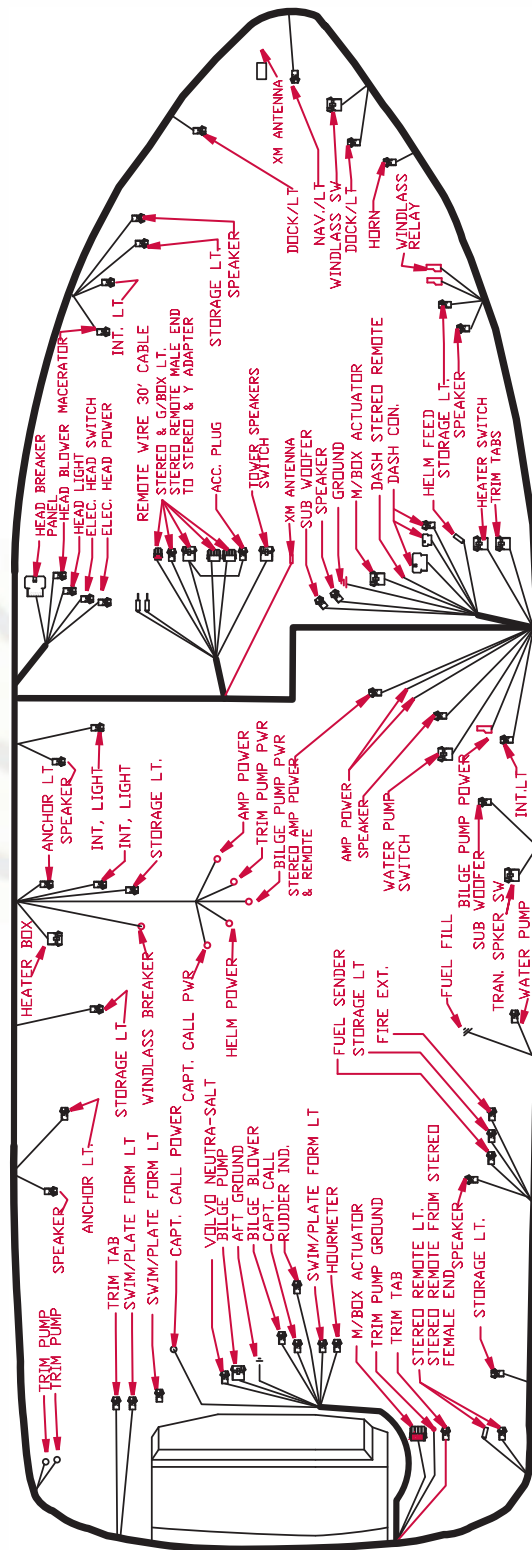 XM ANTENNA
DOCK/LT
NAV./LT
WINDLASS SW
DOCK/LT
HORN
WINDLASS
RELAY
STORAGE LT.
SPEAKER
INT. LT.
HEAD BREAKER
PANEL
HEAD BLOWER MACERATOR
HEAD LIGHT
ELEC. HEAD SWITCH
ELEC. HEAD POWER
REMOTE WIRE 30' CABLE
STEREO & G/BOX LT.
STEREO REMOTE MALE END
TO STEREO & Y ADAPTER
ACC. PLUG
TOWER SPEAKERS
SWITCH
XM ANTENNA
SUB WOOFER
SPEAKER
GROUND
M/BOX ACTUATOR
DASH STEREO REMOTE
DASH CON.
HELM FEED
STORAGE LT.
SPEAKER
HEATER SWITCH
TRIM TABS
ANCHOR LT.
SPEAKER
INT, LIGHT
INT, LIGHT
STORAGE LT.
AMP POWER
TRIM PUMP PWR
BILGE PUMP PWR
STEREO AMP POWER
& REMOTE
AMP POWER
SPEAKER
WATER PUMP
SWITCH
BILGE PUMP POWER
INT.LT
SUB WOOFER
TRAN. SPKER SW
WATER PUMP
HEATER BOX
STORAGE LT.
WINDLASS BREAKER
CAPT. CALL PWR
HELM POWER
FUEL FILL
FUEL SENDER
STORAGE LT
FIRE EXT.
SPEAKER
ANCHOR LT.
TRIM TAB
SWIM/PLATE FORM LT
SWIM/PLATE FORM LT
CAPT. CALL POWER
VOLVO NEUTRA-SALT
BILGE PUMP
AFT GROUND
BILGE BLOWER
CAPT. CALL
RUDDER IND.
SWIM/PLATE FORM LT
HOURMETER
M/BOX ACTUATOR
TRIM PUMP GROUND
TRIM TAB
STEREO REMOTE LT.
STEREO REMOTE FROM STEREO
FEMALE END
SPEAKER
STORAGE LT.
TRIM PUMP
TRIM PUMP